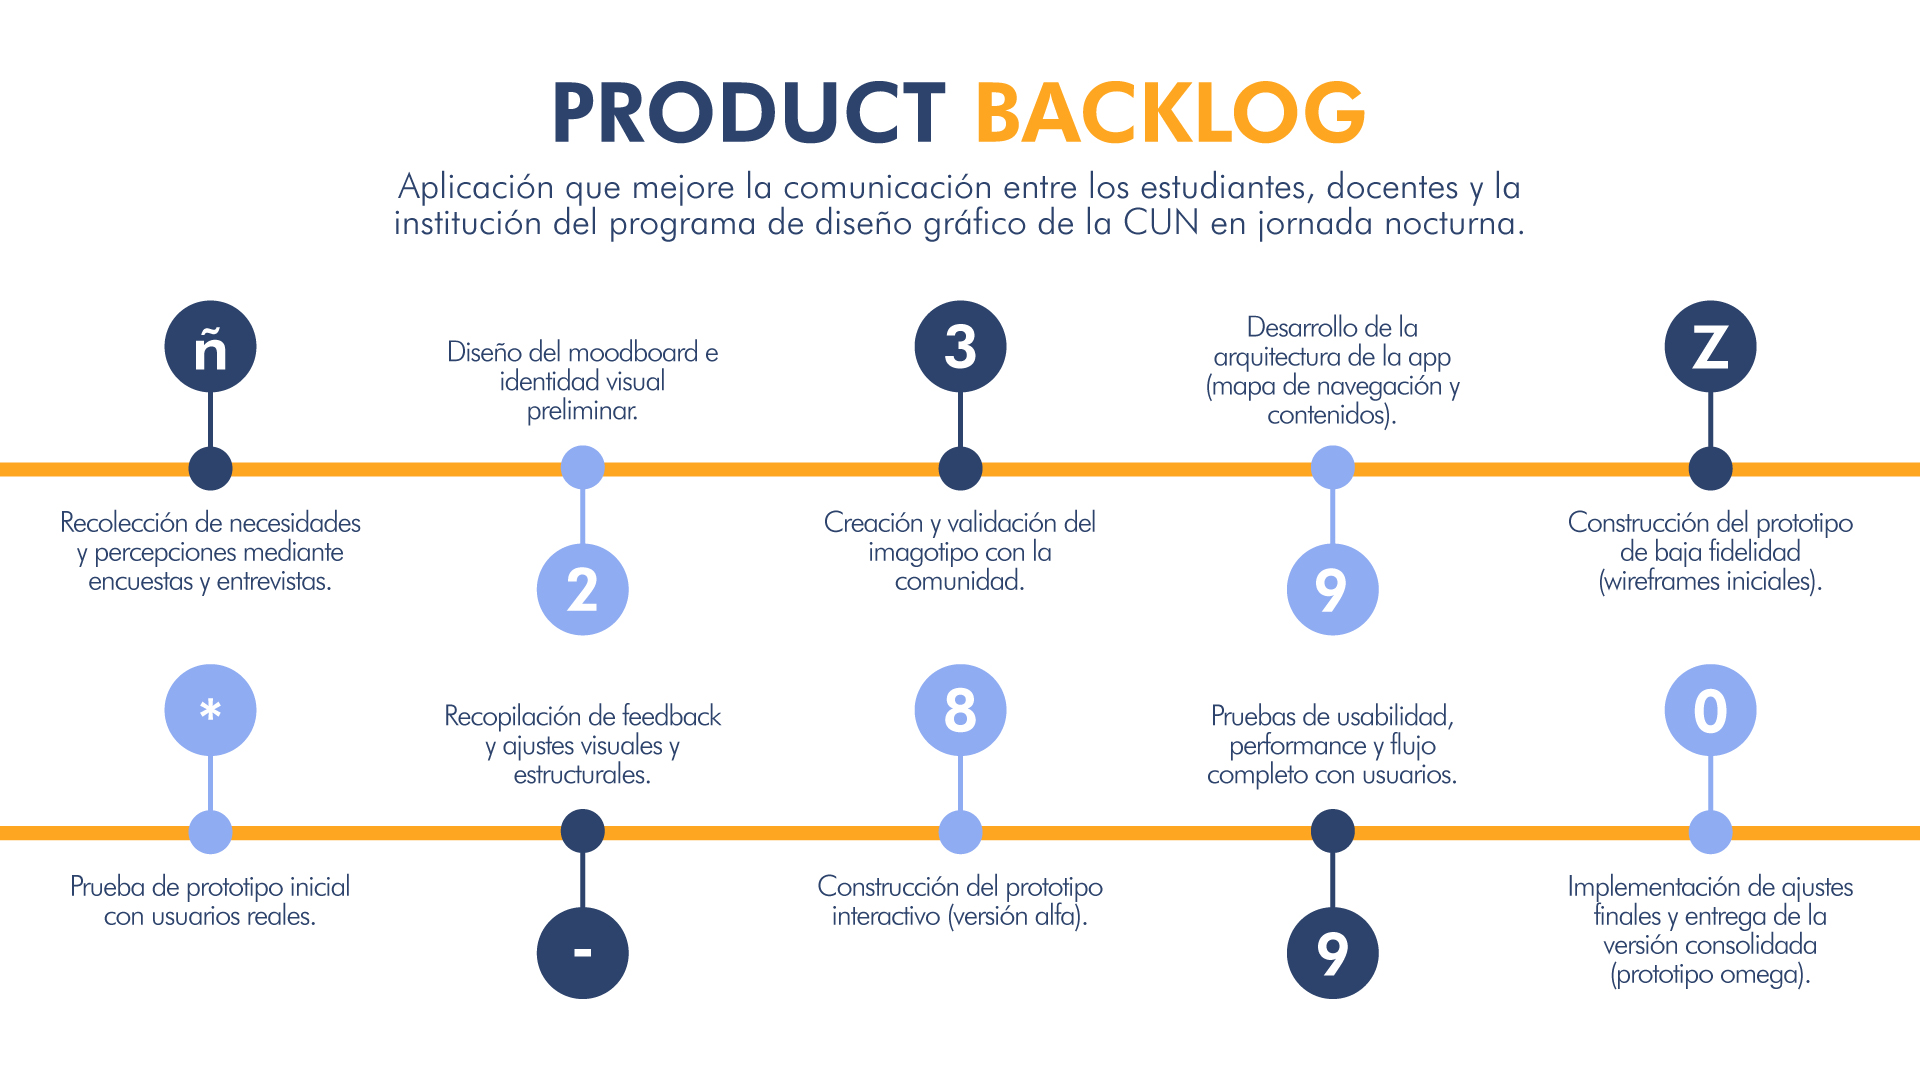 PRODUCT BACKLOG
Aplicación que mejore la comunicación entre los estudiantes, docentes y la
institución del programa de diseño gráfico de la CUN en jornada nocturna.
ñ
Recolección de necesidades
y percepciones mediante
encuestas y entrevistas.
Diseño del moodboard e
identidad visual
preliminar.
2
3
Creación y validación del
imagotipo con la
comunidad.
Desarrollo de la
arquitectura de la app
(mapa de navegación y
contenidos).
9
Z
Construcción del prototipo
de baja fidelidad
(wireframes iniciales).
*
Prueba de prototipo inicial
con usuarios reales.
Recopilación de feedback
y ajustes visuales y
estructurales.
-
8
Construcción del prototipo
interactivo (versión alfa).
Pruebas de usabilidad,
performance y flujo
completo con usuarios.
9
0
Implementación de ajustes
finales y entrega de la
versión consolidada
(prototipo omega).